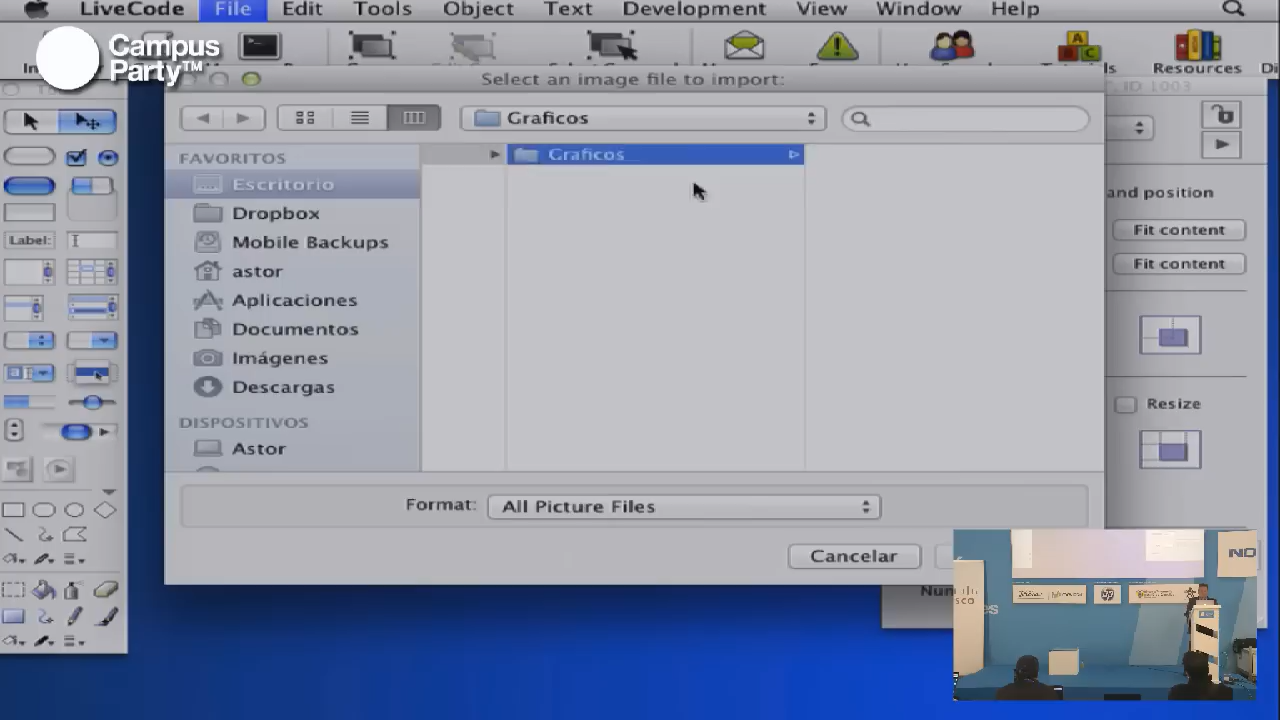 LiveCode File Edit Tools Object Text Development View Window Help
Campus
Party™
Resources
Select an image file to import:
ID 1003
Graficos
FAVORITOS
Graficos
Escritorio
Dropbox
Mobile Backups
astor
Aplicaciones
Documentos
Imágenes
Descargas
DISPOSITIVOS
Astor
Label:
and position
Fit content
Fit content
Resize
Format: All Picture Files
Cancelar